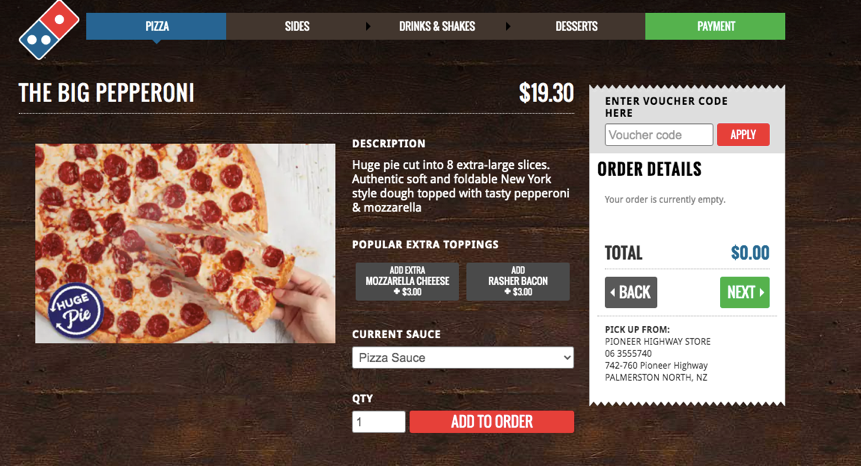 PIZZA
SIDES
DRINKS & SHAKES
DESSERTS
PAYMENT
THE BIG PEPPERONI
$19.30
DESCRIPTION
Huge pie cut into 8 extra-large slices.
Authentic soft and foldable New York
style dough topped with tasty pepperoni
& mozzarella
HUGE
Pie
POPULAR EXTRA TOPPINGS
ADD EXTRA
MOZZARELLA CHEESE
+ $3.00
ADD
RASHER BACON
+ $3.00
CURRENT SAUCE
Pizza Sauce
QTY
1
ADD TO ORDER
ENTER VOUCHER CODE
HERE
Voucher code
APPLY
ORDER DETAILS
Your order is currently empty.
TOTAL
$0.00
BACK
NEXT
PICK UP FROM:
PIONEER HIGHWAY STORE
06 3555740
742-760 Pioneer Highway
PALMERSTON NORTH, NZ